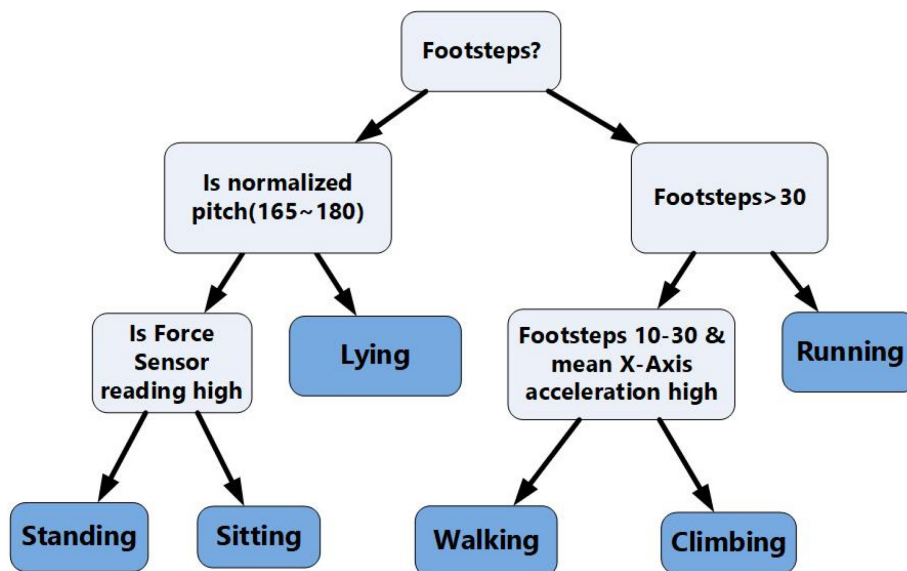 Footsteps?
Is normalized
pitch(165~180)
Footsteps>30
Is Force
Sensor
reading high
Lying
Footsteps 10-30 &
mean X-Axis
acceleration high
Running
Standing
Sitting
Walking
Climbing